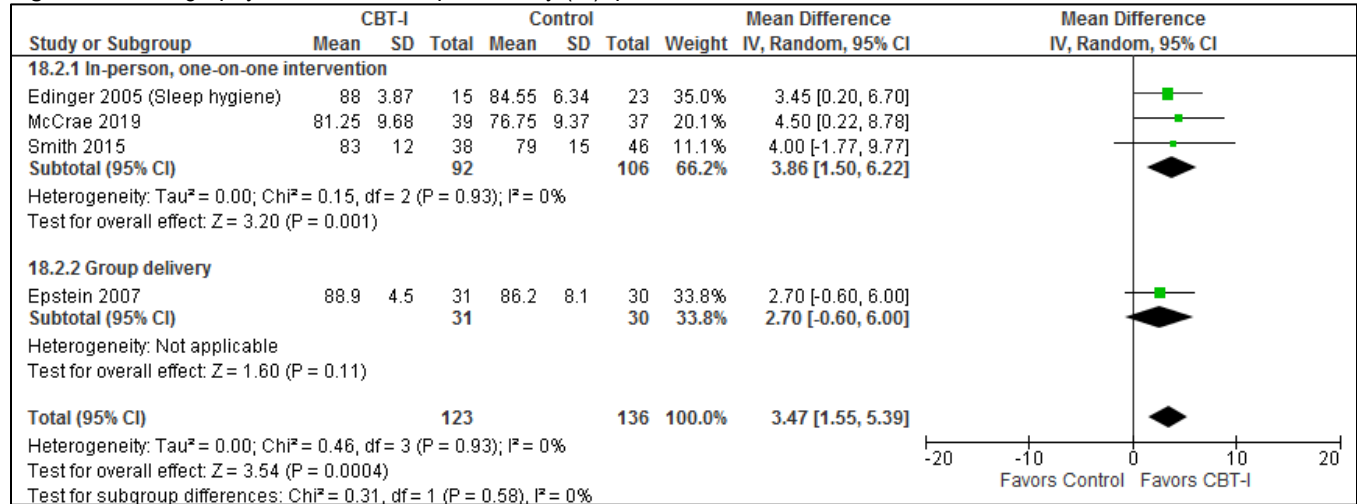 CBT-I Control Mean Difference Mean Difference
Study or Subgroup Mean SD Total Mean SD Total Weight IV, Random, 95% CI IV, Random, 95% CI
18.2.1 In-person, one-on-one intervention
Edinger 2005 (Sleep hygiene) 88 3.87 15 84.55 6.34 23 35.0% 3.45 [0.20, 6.70]
McCrae 2019 81.25 9.68 39 76.75 9.37 37 20.1% 4.50 [0.22, 8.78]
Smith 2015 83 12 38 79 15 46 11.1% 4.00 [-1.77, 9.77]
Subtotal (95% CI) 92 106 66.2% 3.86 [1.50, 6.22]
Heterogeneity: Tau² = 0.00; Chi² = 0.15, df = 2 (P = 0.93); I² = 0%
Test for overall effect: Z = 3.20 (P = 0.001)
18.2.2 Group delivery
Epstein 2007 88.9 4.5 31 86.2 8.1 30 33.8% 2.70 [-0.60, 6.00]
Subtotal (95% CI) 31 30 33.8% 2.70 [-0.60, 6.00]
Heterogeneity: Not applicable
Test for overall effect: Z = 1.60 (P = 0.11)
Total (95% CI) 123 136 100.0% 3.47 [1.55, 5.39]
Heterogeneity: Tau² = 0.00; Chi² = 0.46, df = 3 (P = 0.93); I² = 0%
Test for overall effect: Z = 3.54 (P = 0.0004)
Test for subgroup differences: Chi² = 0.31, df = 1 (P = 0.58), I² = 0%
-20 -10 0 10 20
Favors Control Favors CBT-I